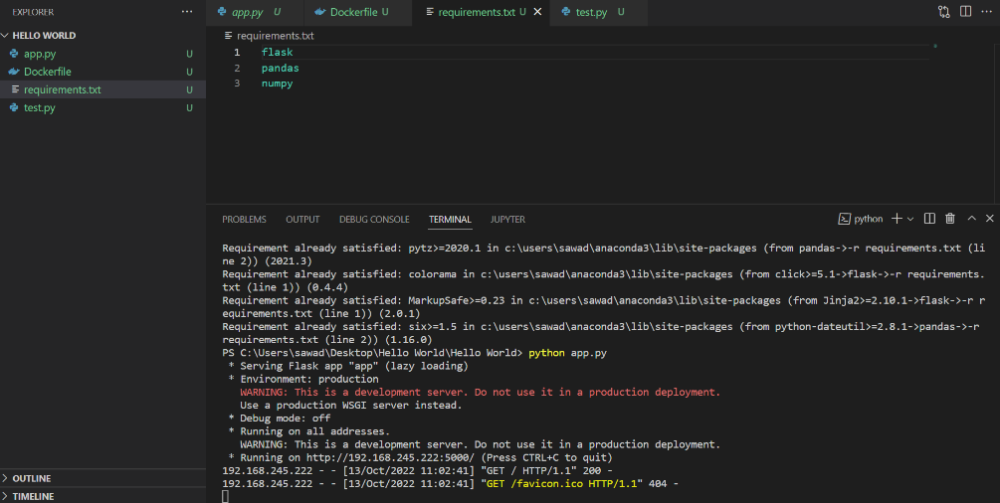 EXPLORER ...
HELLO WORLD
app.py U
Dockerfile U
requirements.txt U
test.py U
OUTLINE
TIMELINE
app.py U Dockerfile U requirements.txt U test.py U
requirements.txt
1 flask
2 pandas
3 numpy
PROBLEMS OUTPUT DEBUG CONSOLE TERMINAL JUPYTER python
Requirement already satisfied: pytz>=2020.1 in c:\users\sawad\anaconda3\lib\site-packages (from pandas->-r requirements.txt (li
ne 2)) (2021.3)
Requirement already satisfied: colorama in c:\users\sawad\anaconda3\lib\site-packages (from click>=5.1->flask->-r requirements.
txt (line 1)) (0.4.4)
Requirement already satisfied: MarkupSafe>=0.23 in c:\users\sawad\anaconda3\lib\site-packages (from Jinja2>=2.10.1->flask->-r r
equirements.txt (line 1)) (2.0.1)
Requirement already satisfied: six>=1.5 in c:\users\sawad\anaconda3\lib\site-packages (from python-dateutil>=2.8.1->pandas->-r
requirements.txt (line 2)) (1.16.0)
PS C:\Users\sawad\Desktop\Hello World\Hello World> python app.py
* Serving Flask app "app" (lazy loading)
* Environment: production
WARNING: This is a development server. Do not use it in a production deployment.
Use a production WSGI server instead.
* Debug mode: off
* Running on all addresses.
WARNING: This is a development server. Do not use it in a production deployment.
* Running on http://192.168.245.222:5000/ (Press CTRL+C to quit)
192.168.245.222 - - [13/Oct/2022 11:02:41] "GET / HTTP/1.1" 200 -
192.168.245.222 - - [13/Oct/2022 11:02:41] "GET /favicon.ico HTTP/1.1" 404 -